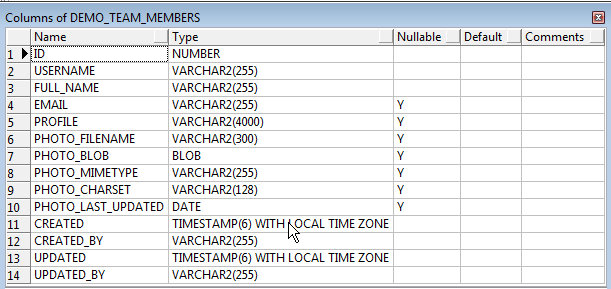 Columns of DEMO_TEAM_MEMBERS
Name Type Nullable Default Comments
1 ID NUMBER
2 USERNAME VARCHAR2(255)
3 FULL_NAME VARCHAR2(255)
4 EMAIL VARCHAR2(255) Y
5 PROFILE VARCHAR2(4000) Y
6 PHOTO_FILENAME VARCHAR2(300) Y
7 PHOTO_BLOB BLOB Y
8 PHOTO_MIMETYPE VARCHAR2(255) Y
9 PHOTO_CHARSET VARCHAR2(128) Y
10 PHOTO_LAST_UPDATED DATE Y
11 CREATED TIMESTAMP(6) WITH LOCAL TIME ZONE
12 CREATED_BY VARCHAR2(255)
13 UPDATED TIMESTAMP(6) WITH LOCAL TIME ZONE
14 UPDATED_BY VARCHAR2(255)